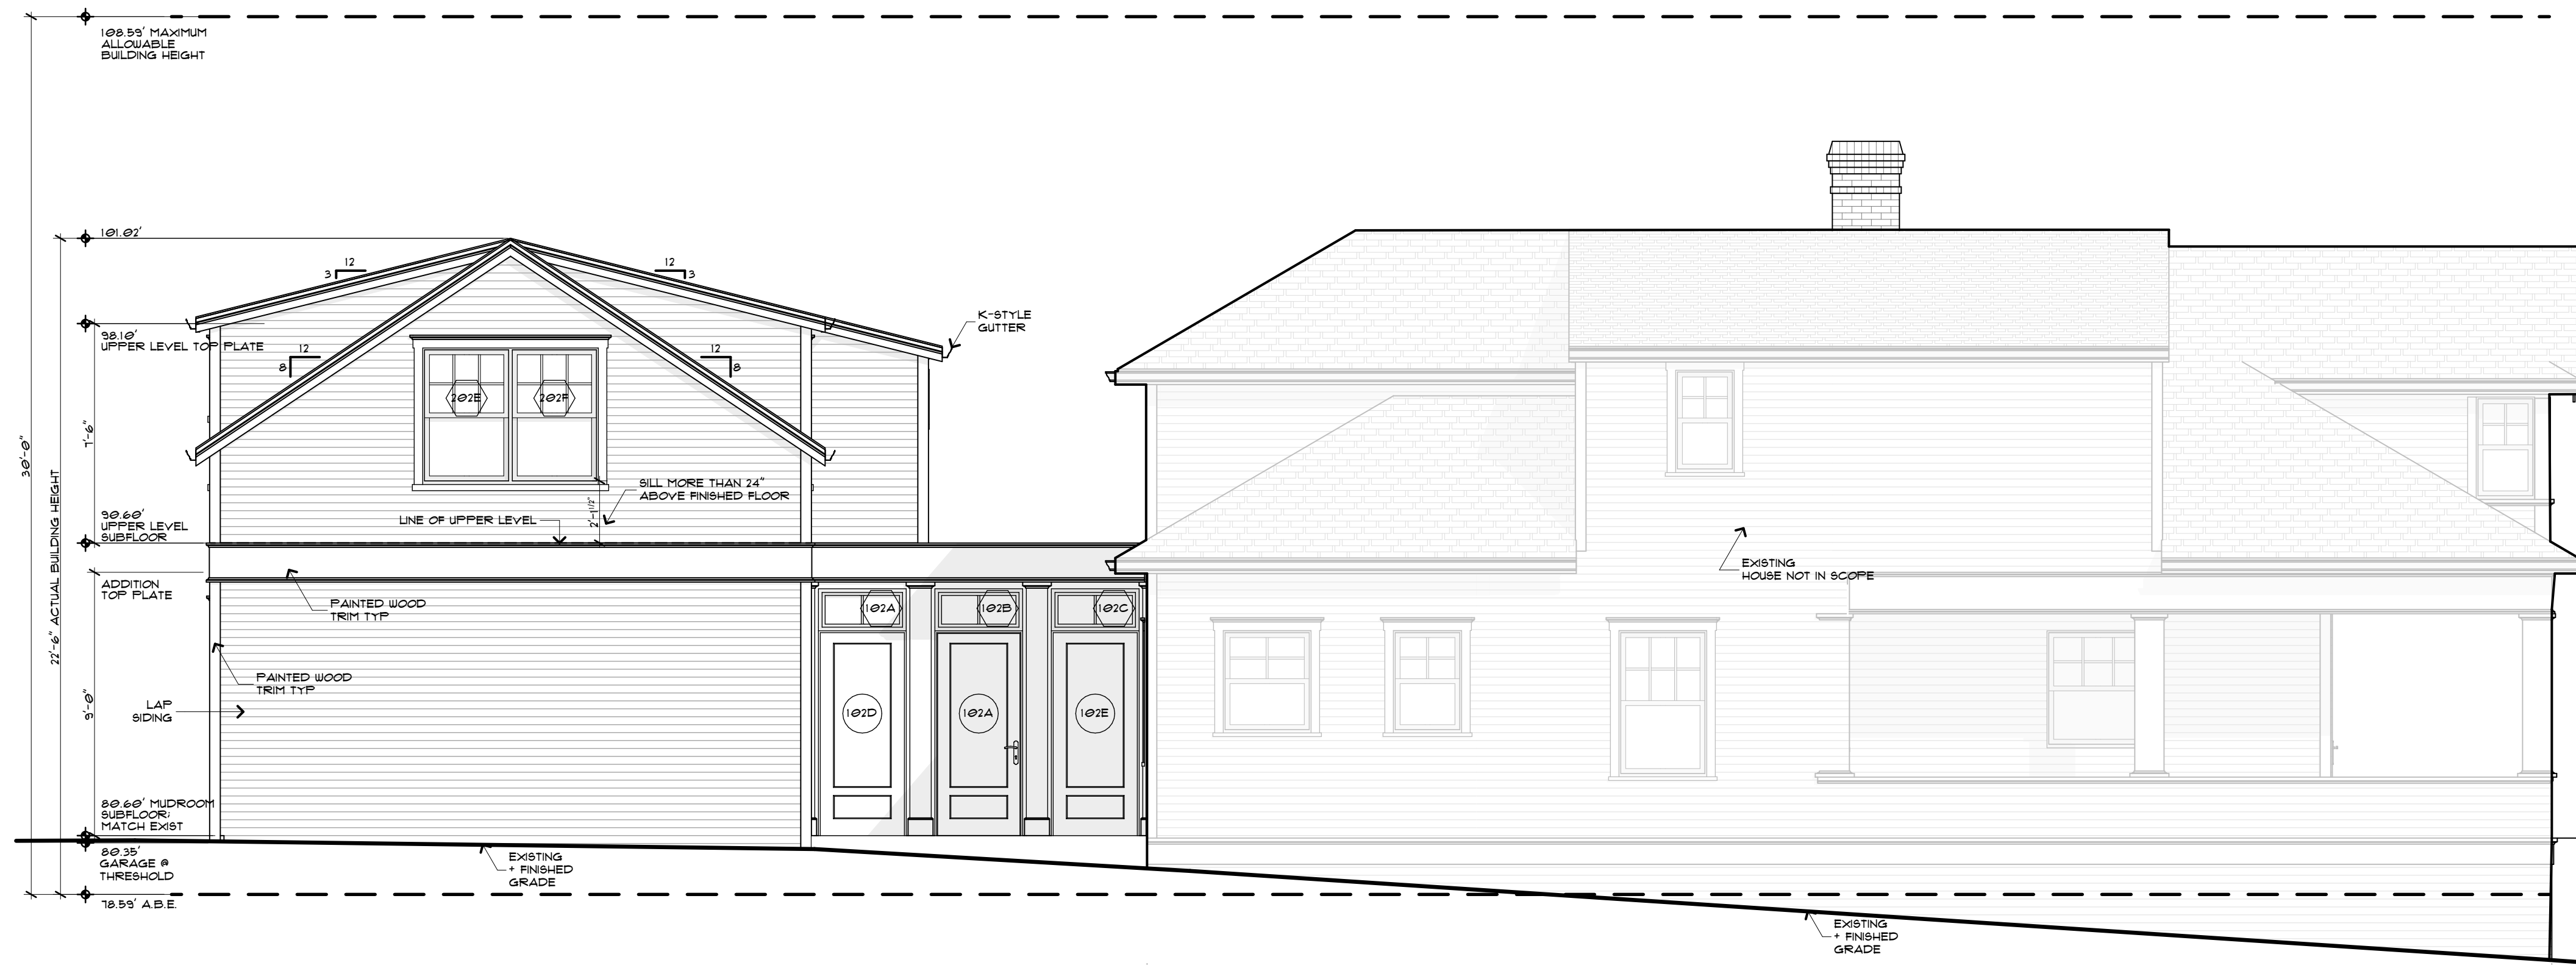 108.59' MAXIMUM
ALLOWABLE
BUILDING HEIGHT
101.02'
12
3
12
3
K-STYLE
GUTTER
98.10'
UPPER LEVEL TOP PLATE
12
8
12
8
202E
202F
7'-6"
30'-0"
22'-6" ACTUAL BUILDING HEIGHT
SILL MORE THAN 24"
ABOVE FINISHED FLOOR
2'-1 1/2"
LINE OF UPPER LEVEL
90.60'
UPPER LEVEL
SUBFLOOR
EXISTING
HOUSE NOT IN SCOPE
ADDITION
TOP PLATE
PAINTED WOOD
TRIM TYP
102A
102B
102C
PAINTED WOOD
TRIM TYP
9'-0"
LAP
SIDING
102D
102A
102E
80.60' MUDROOM
SUBFLOOR;
MATCH EXIST
80.35'
GARAGE @
THRESHOLD
EXISTING
+ FINISHED
GRADE
78.59' A.B.E.
EXISTING
+ FINISHED
GRADE